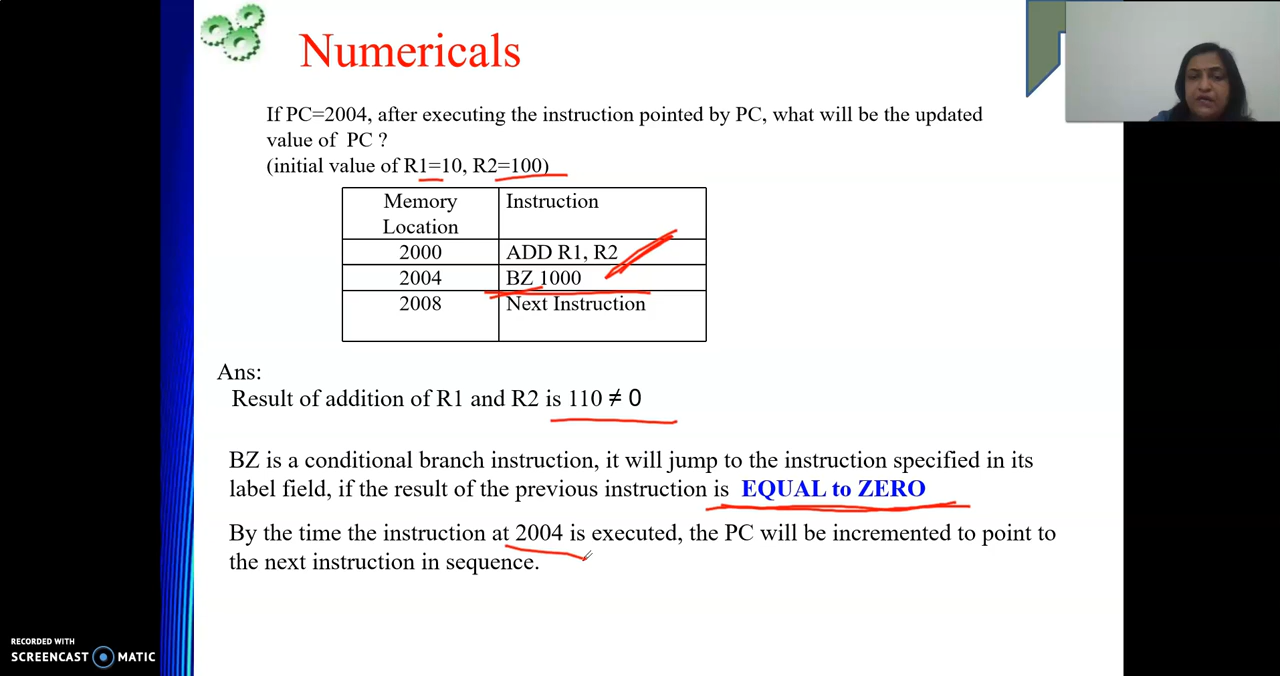 Numericals
If PC=2004, after executing the instruction pointed by PC, what will be the updated
value of PC ?
(initial value of R1=10, R2=100)
Memory Location Instruction
2000 ADD R1, R2
2004 BZ 1000
2008 Next Instruction
Ans:
Result of addition of R1 and R2 is 110 ≠ 0
BZ is a conditional branch instruction, it will jump to the instruction specified in its
label field, if the result of the previous instruction is EQUAL to ZERO
By the time the instruction at 2004 is executed, the PC will be incremented to point to
the next instruction in sequence.
RECORDED WITH
SCREENCAST MATIC